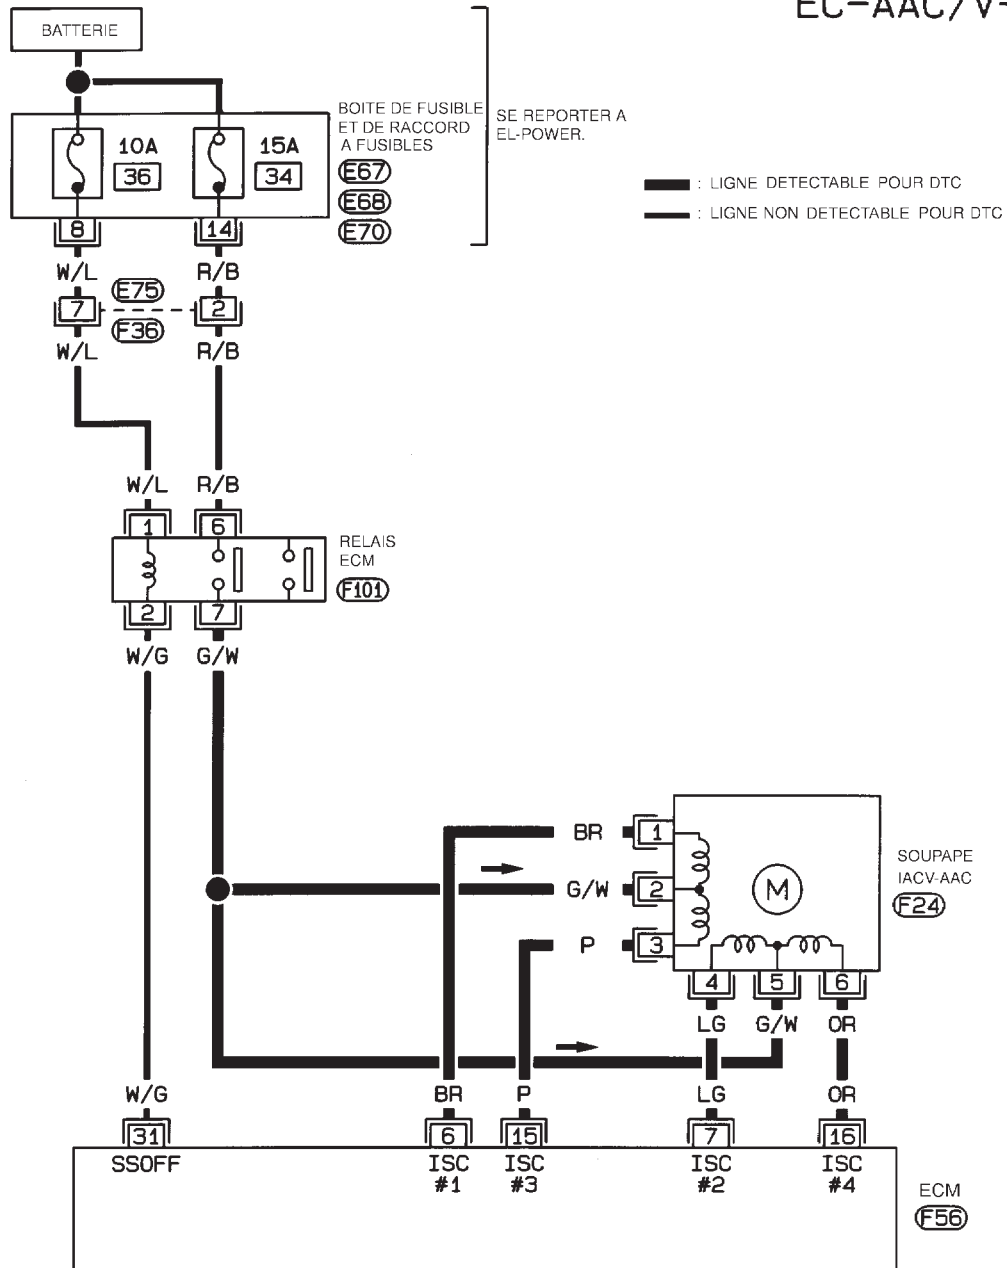 EC-AAC/V-
BATTERIE
BOITE DE FUSIBLE
ET DE RACCORD
A FUSIBLES
E67
E68
E70
SE REPORTER A
EL-POWER.
10A
36
15A
34
: LIGNE DETECTABLE POUR DTC
: LIGNE NON DETECTABLE POUR DTC
8 14
W/L R/B
E75
7 2
F36
W/L R/B
W/L R/B
1 6
RELAIS
ECM
F101
2 7
W/G G/W
BR 1
G/W 2
P 3
M
SOUPAPE
IACV-AAC
F24
4 5 6
LG G/W OR
W/G BR P LG OR
31 6 15 7 16
SSOFF ISC ISC ISC ISC
#1 #3 #2 #4
ECM
F56